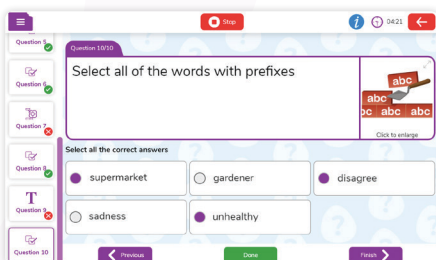 Stop
04:21
Question 5
Question 10/10
Select all of the words with prefixes
abc
abc
bc abc abc
Click to enlarge
Question 6
Question 7
Select all the correct answers
Question 8
supermarket
gardener
disagree
T
Question 9
sadness
unhealthy
Question 10
Previous
Done
Finish